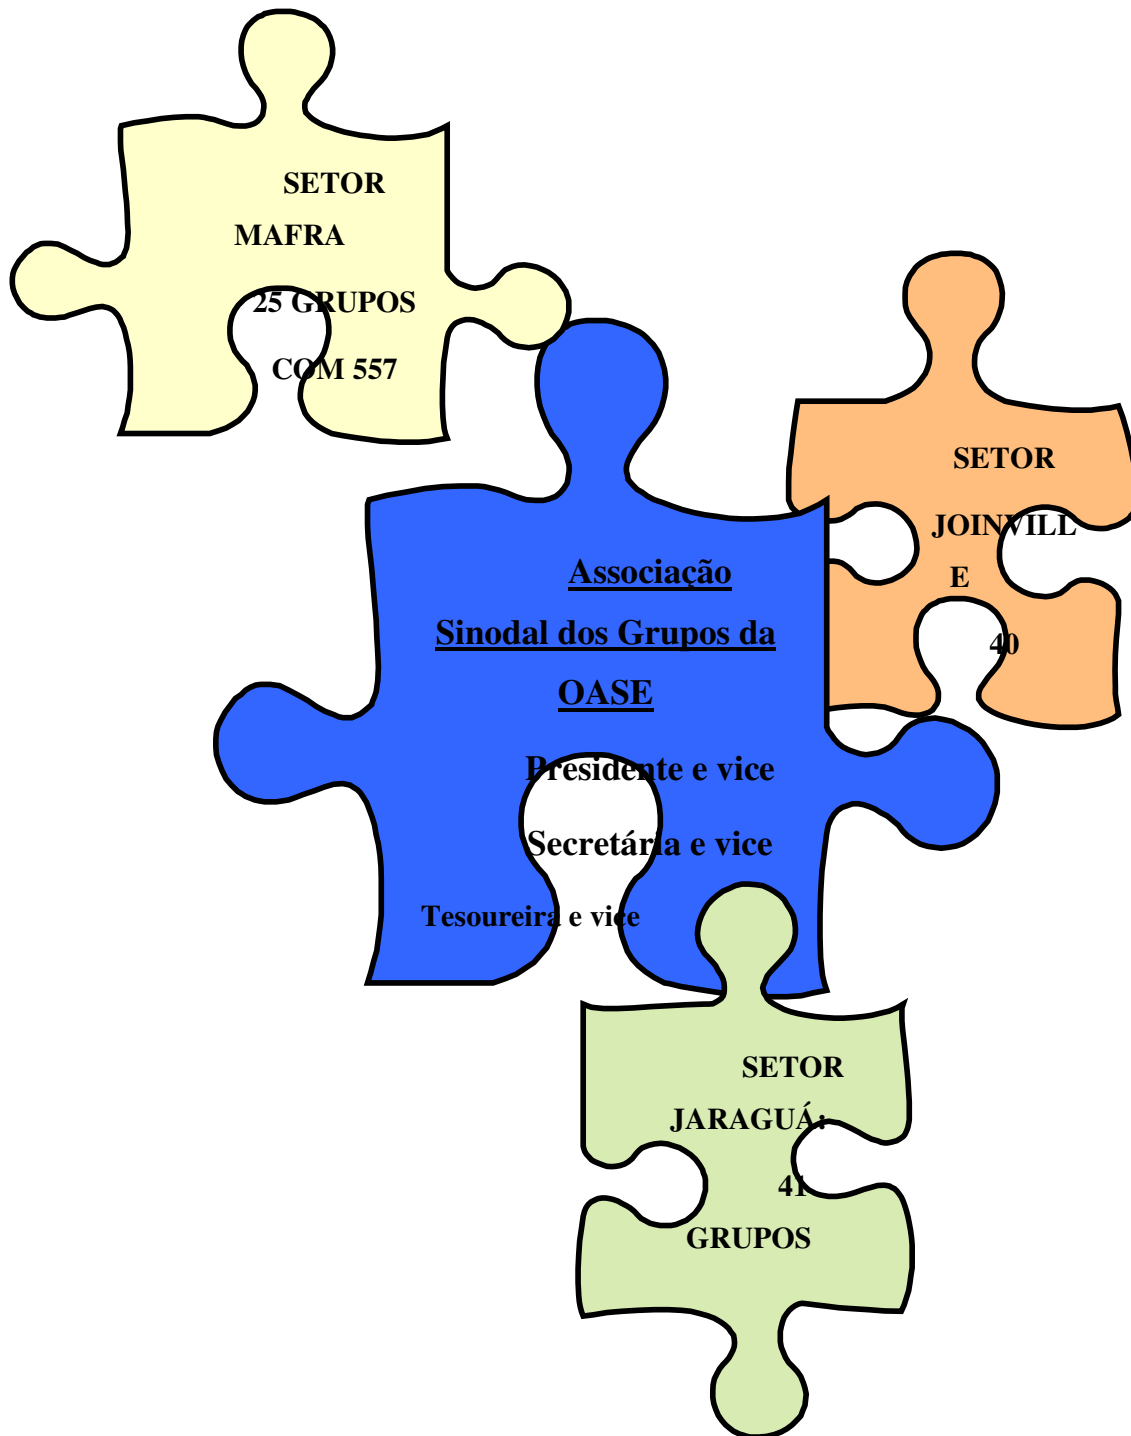 SETOR
MAFRA
25 GRUPOS
COM 557
SETOR
JOINVILL
E
40
Associação
Sinodal dos Grupos da
OASE
Presidente e vice
Secretária e vice
Tesoureira e vice
SETOR
JARAGUÁ:
41
GRUPOS